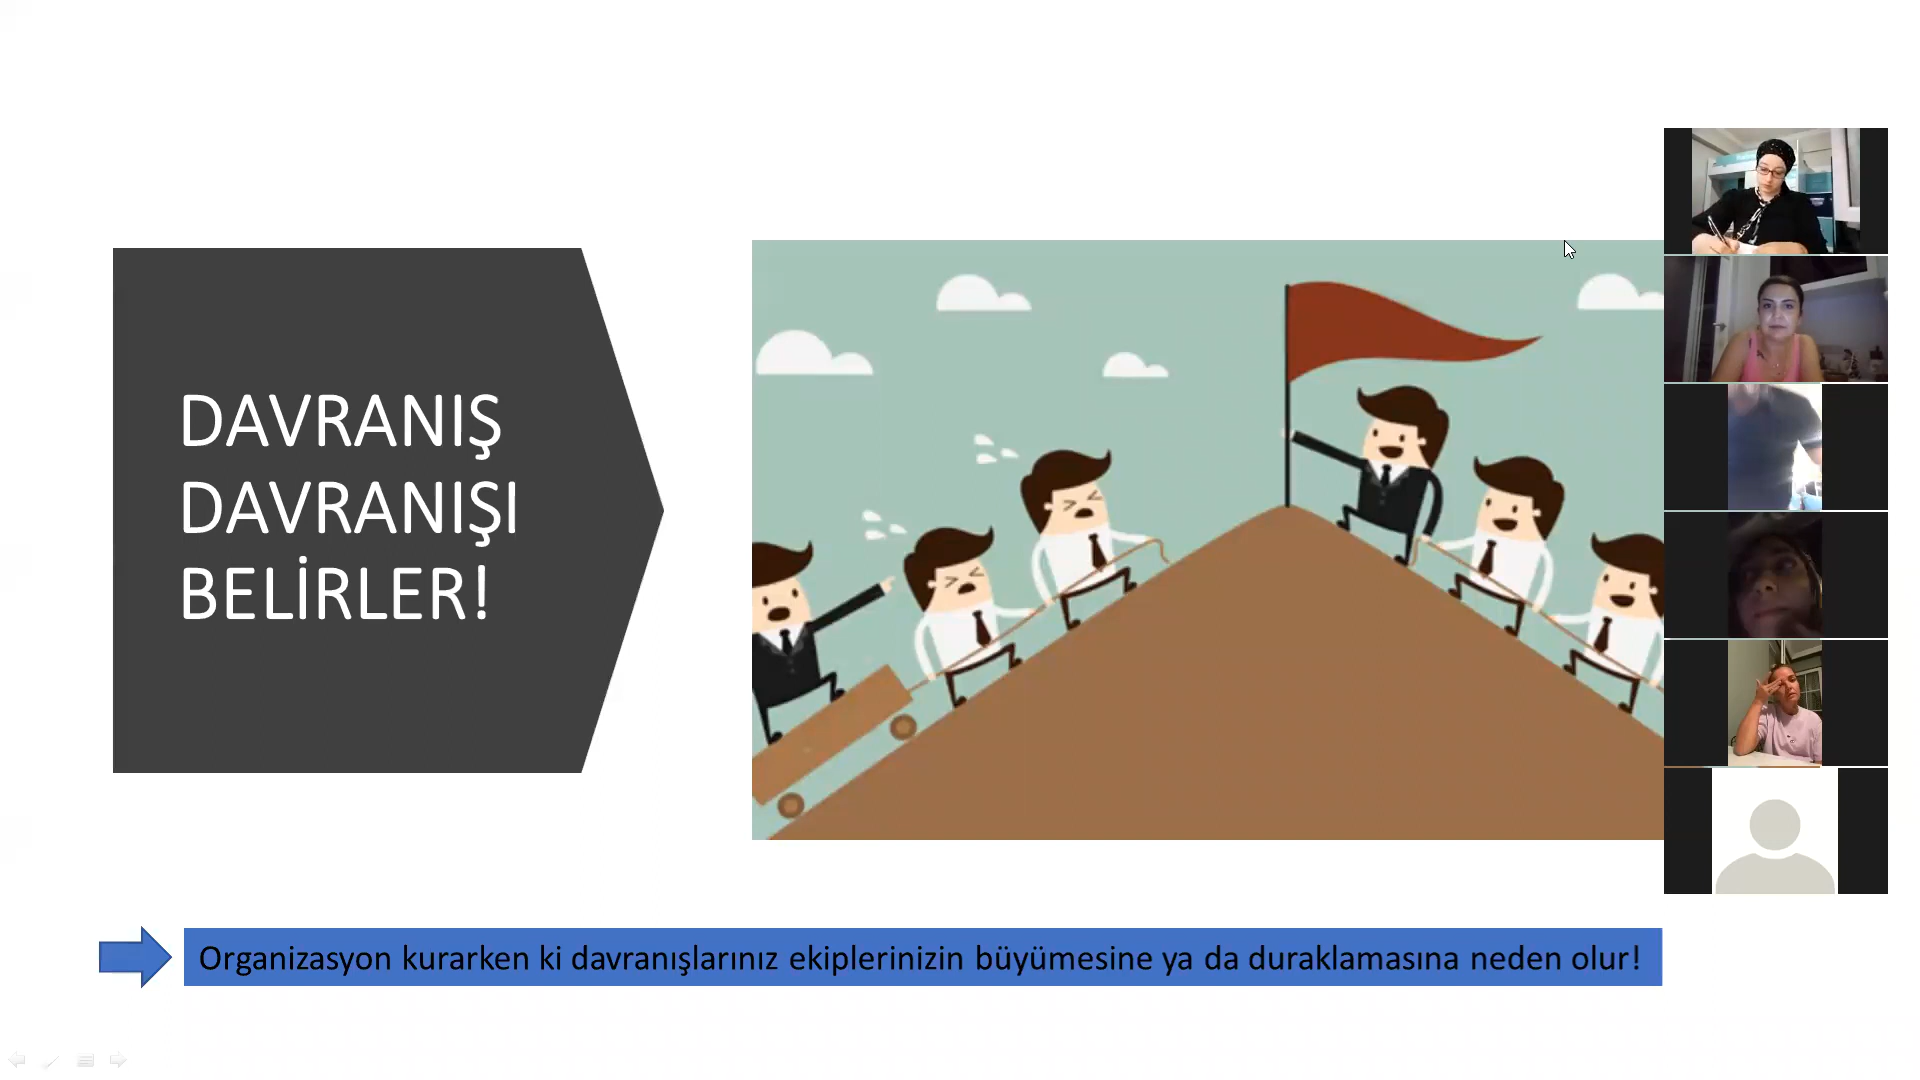 DAVRANIŞ
DAVRANIŞI
BELİRLER!
Organizasyon kurarken ki davranışlarınız ekiplerinizin büyümesine ya da duraklamasına neden olur!